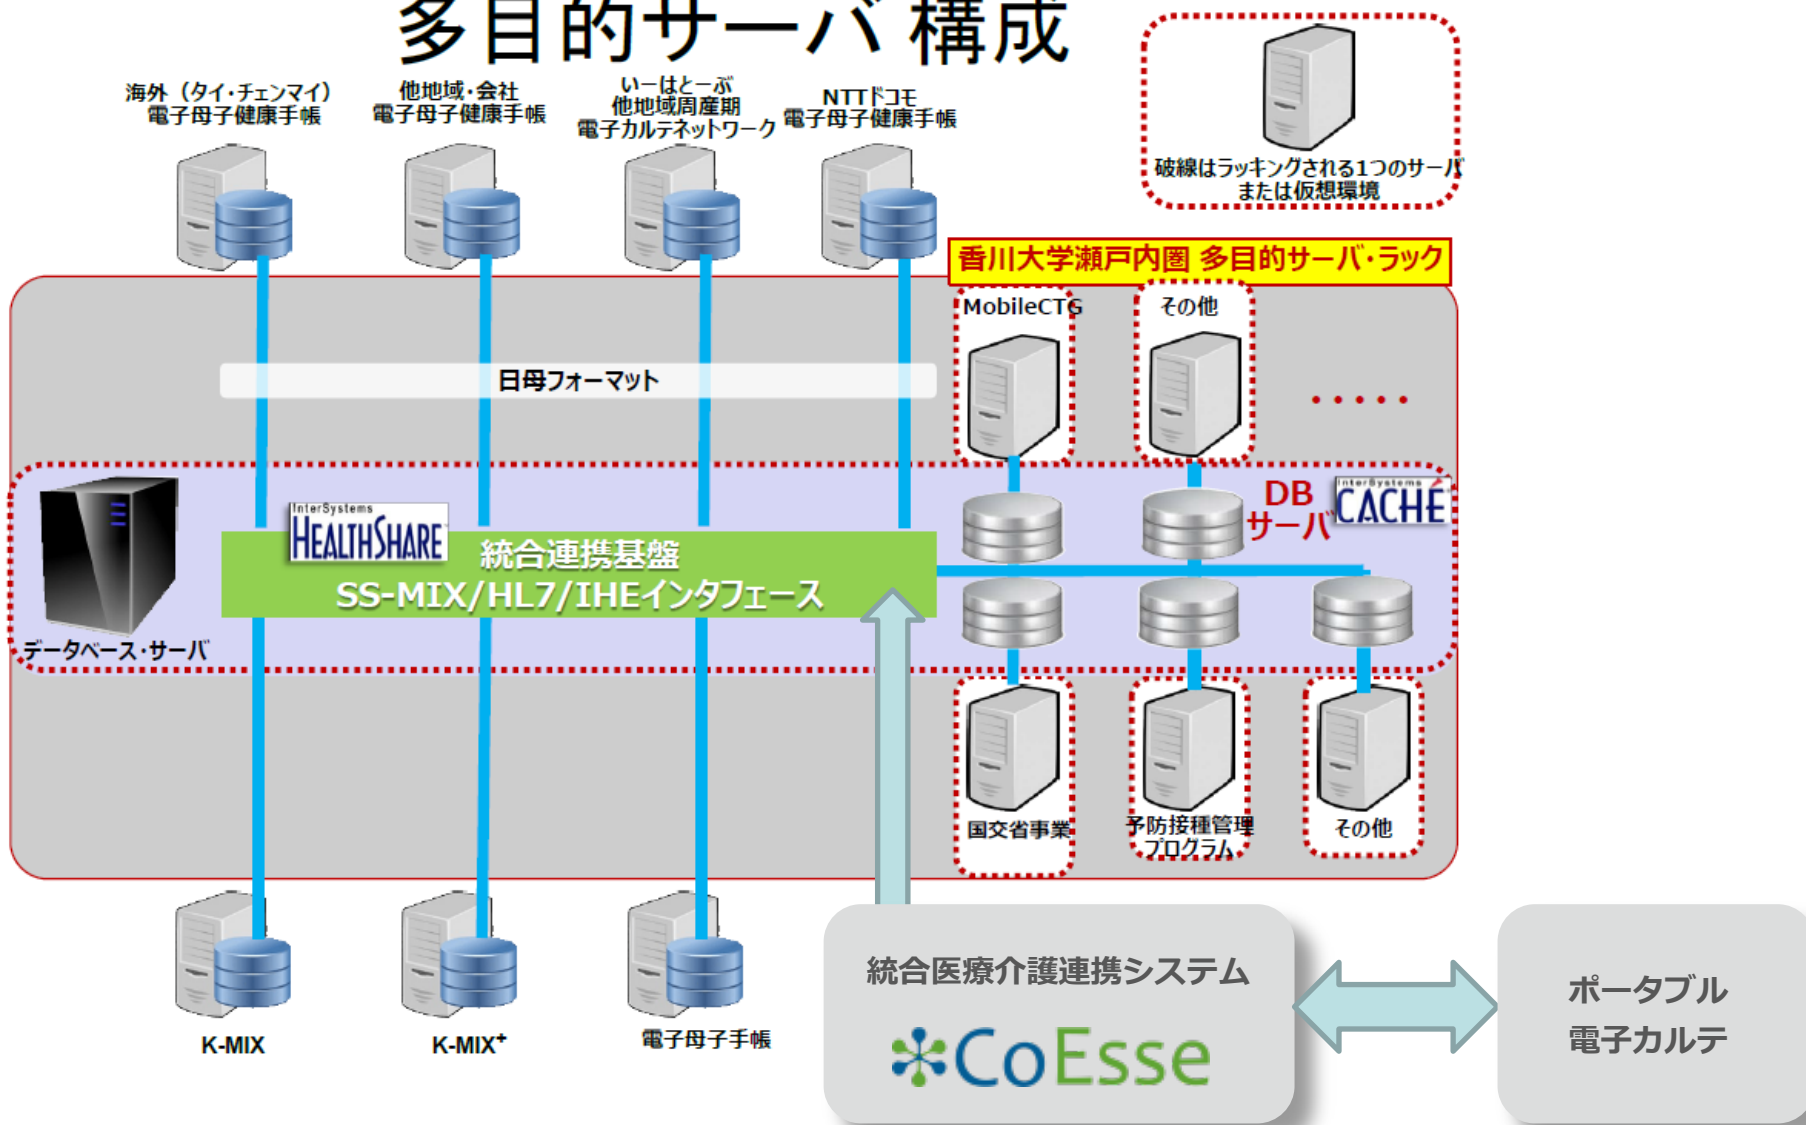 多目的サーバ 構成
海外（タイ・チェンマイ）
電子母子健康手帳
他地域・会社
電子母子健康手帳
いーはとーぶ
他地域周産期
電子カルテネットワーク
NTTドコモ
電子母子健康手帳
破線はラッキングされる1つのサーバ
または仮想環境
香川大学瀬戸内圏 多目的サーバ・ラック
MobileCTG
その他
日母フォーマット
・・・・・
InterSystems
HEALTHSHARE
DB
サーバ
InterSystems
CACHÉ
統合連携基盤
SS-MIX/HL7/IHEインタフェース
データベース・サーバ
国交省事業
予防接種管理
プログラム
その他
K-MIX
K-MIX+
電子母子手帳
統合医療介護連携システム
CoEsse
ポータブル
電子カルテ